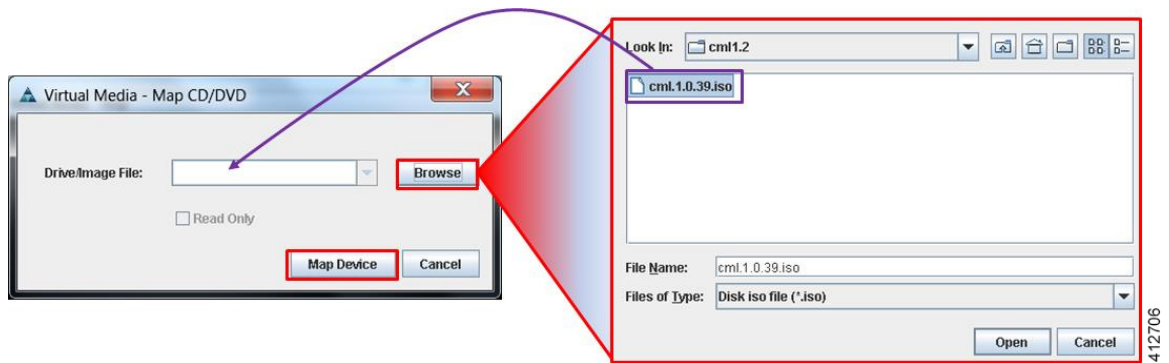 Virtual Media - Map CD/DVD
Drive/Image File:
Browse
Read Only
Map Device
Cancel
Look In:
cml1.2
cml.1.0.39.iso
File Name:
cml.1.0.39.iso
Files of Type:
Disk iso file (*.iso)
Open
Cancel
412706